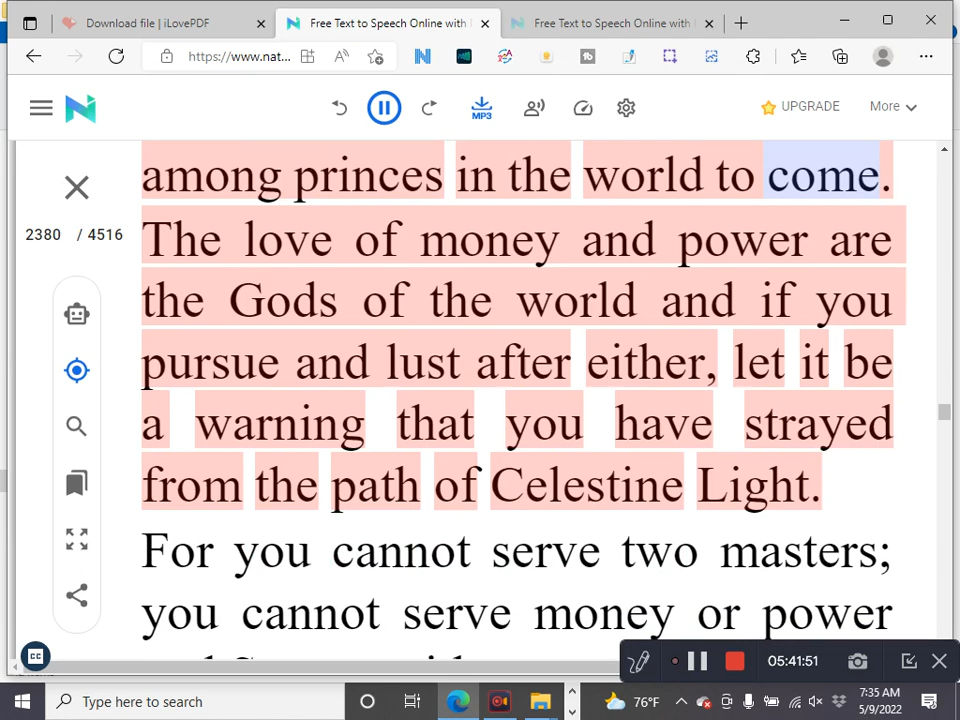 Download file | iLovePDF
Free Text to Speech Online with
Free Text to Speech Online with
https://www.nat...
UPGRADE
More
MP3
2380 / 4516
among princes in the world to come.
The love of money and power are
the Gods of the world and if you
pursue and lust after either, let it be
a warning that you have strayed
from the path of Celestine Light.
For you cannot serve two masters;
you cannot serve money or power
CC
05:41:51
Type here to search
76°F
7:35 AM
5/9/2022